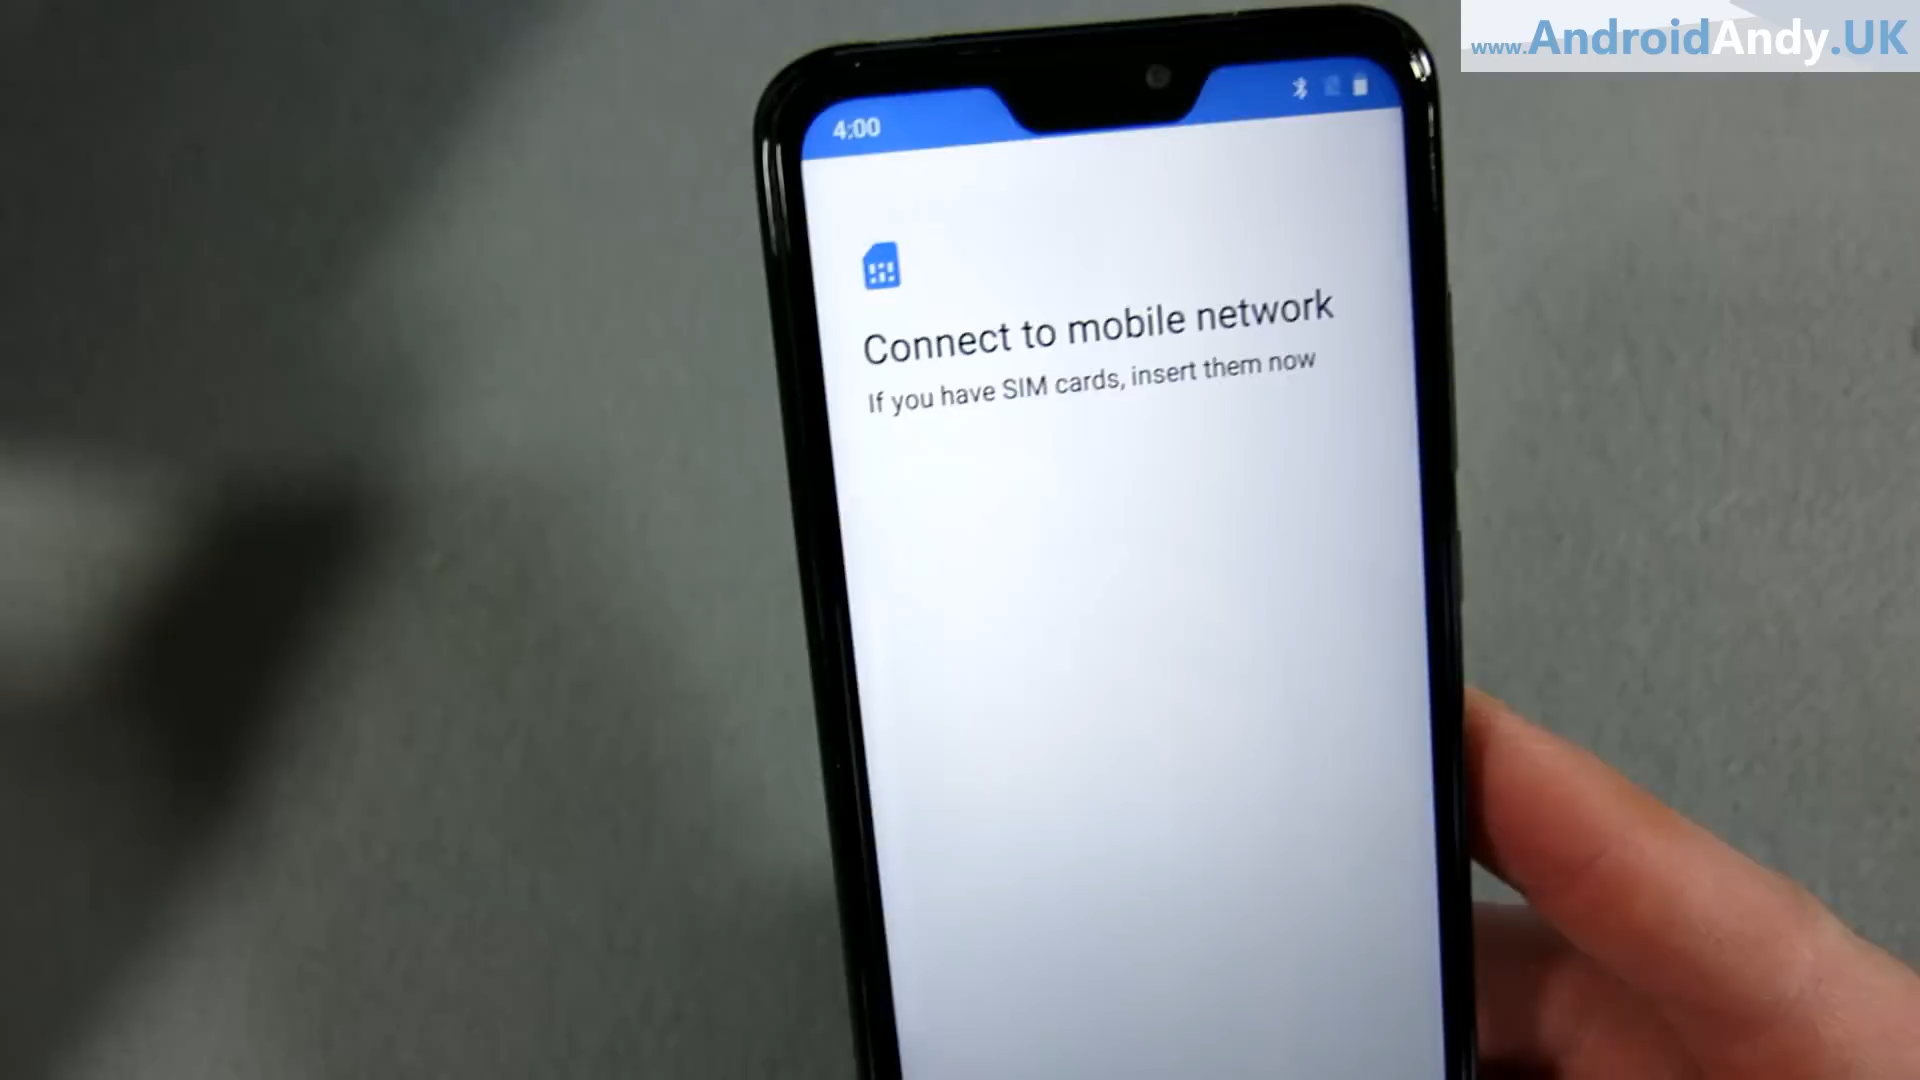 www.AndroidAndy.UK
4:00
Connect to mobile network
If you have SIM cards, insert them now